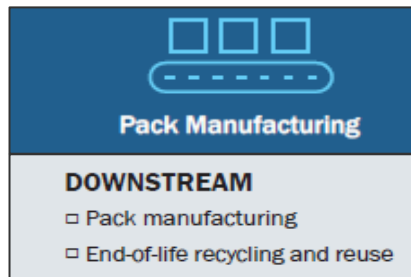 Pack Manufacturing
DOWNSTREAM
□ Pack manufacturing
□ End-of-life recycling and reuse